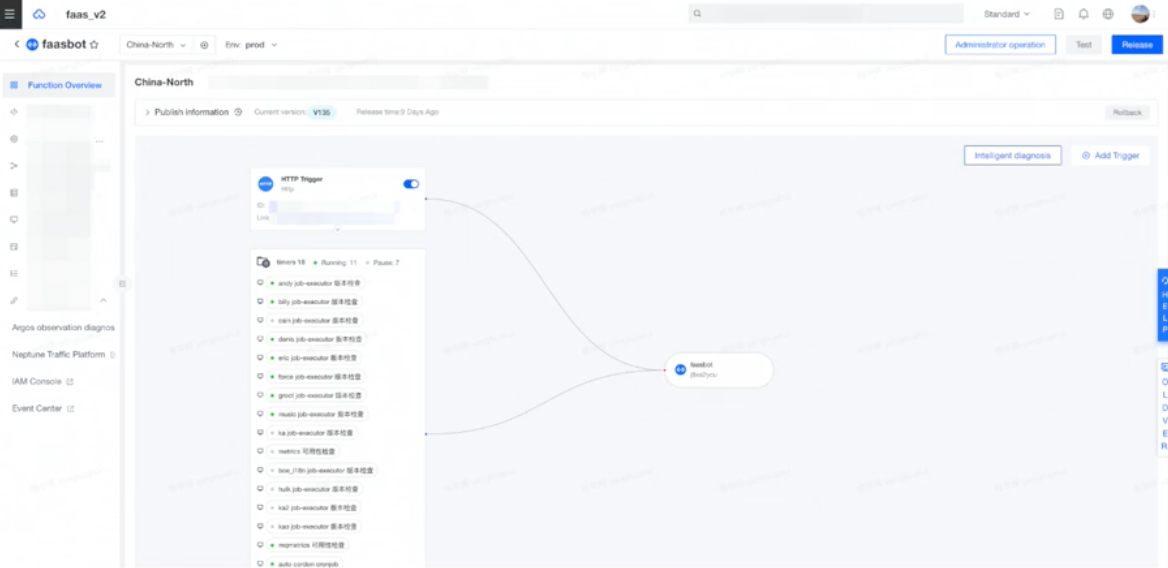 faas_v2
Standard
faasbot
China-North
Env: prod
Administrator operation
Test
Release
Function Overview
China-North
Publish information
Current version: V135
Release time:9 Days Ago
Rollback
Intelligent diagnosis
Add Trigger
HTTP Trigger
Http
ID:
Link
timers 18 Running: 11 Pause: 7
andy job-executor 版本检查
billy job-executor 版本检查
cain job-executor 版本检查
denis job-executor 版本检查
eric job-executor 版本检查
force job-executor 版本检查
groot job-executor 版本检查
music job-executor 版本检查
ka job-executor 版本检查
metrics 可用性检查
boe_i18n job-executor 版本检查
hulk job-executor 版本检查
ka2 job-executor 版本检查
kao job-executor 版本检查
可用性检查
auto cordon cronjob
faasbot
Argos observation diagnos
Neptune Traffic Platform
IAM Console
Event Center
H
E
L
P
O
L
D
V
E
R